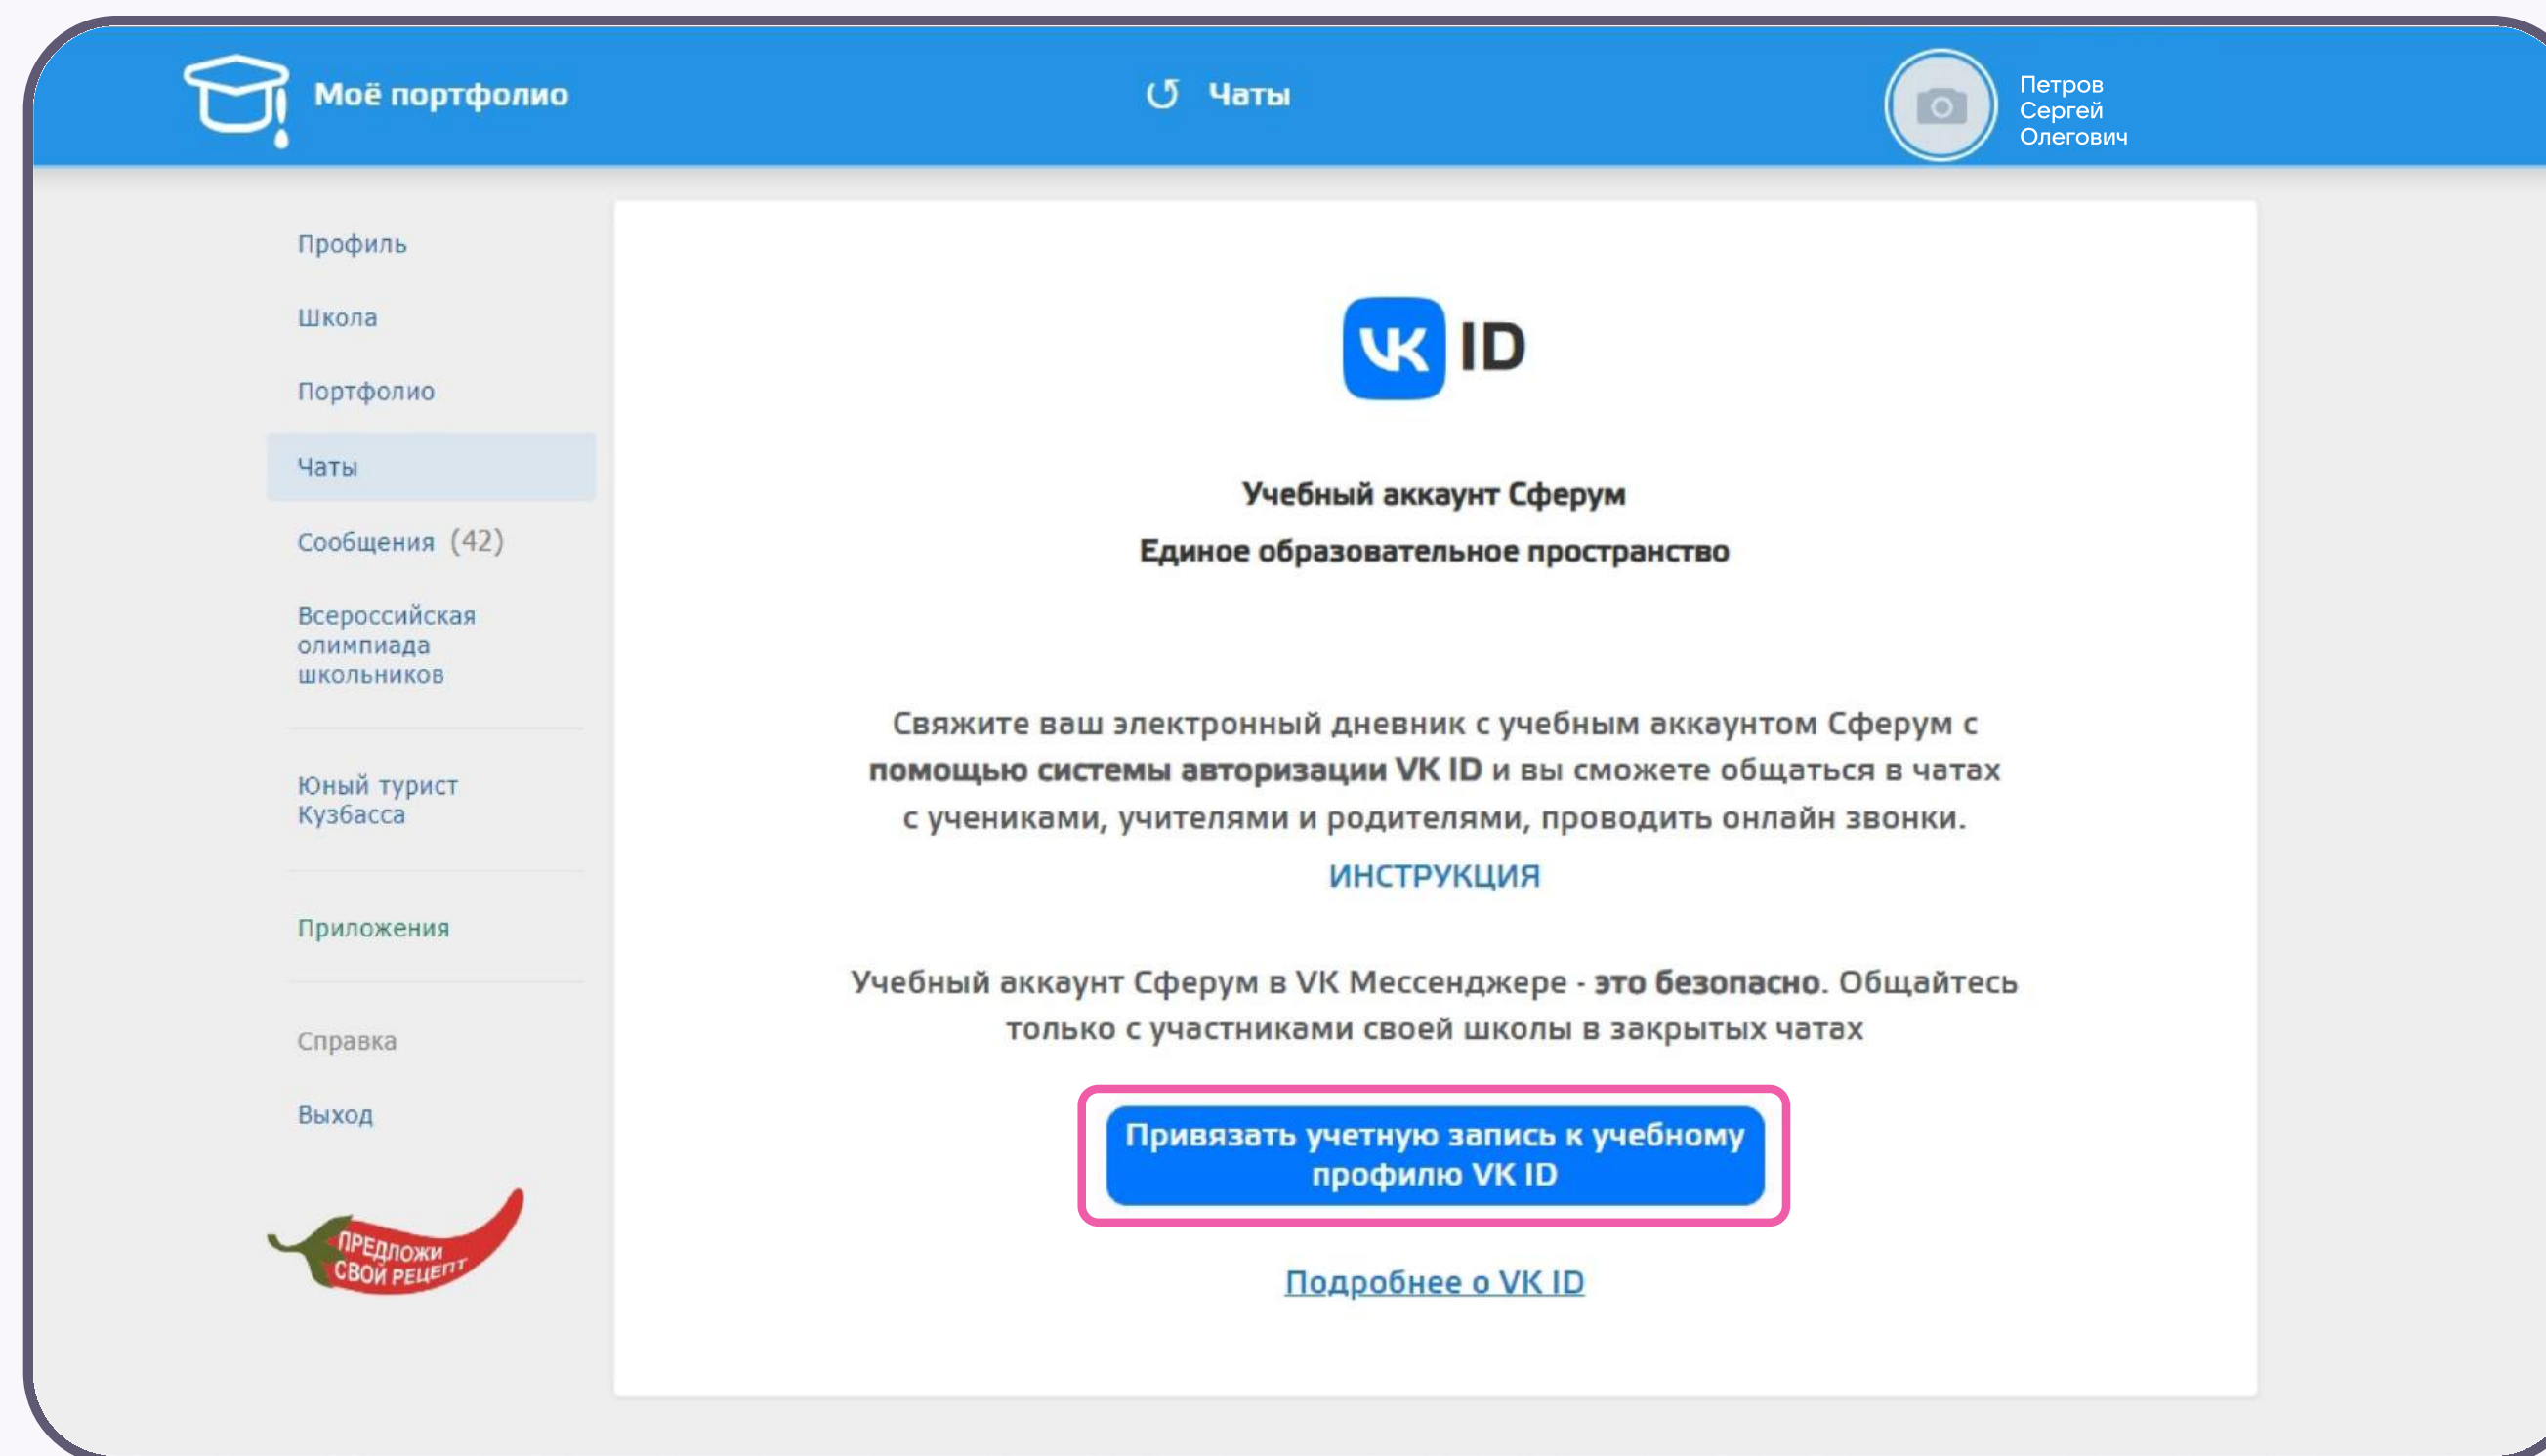 Моё портфолио
Чаты
Петров
Сергей
Олегович
Профиль
Школа
Портфолио
Чаты
Сообщения (42)
Всероссийская
олимпиада
школьников
Юный турист
Кузбасса
Приложения
Справка
Выход
ПРЕДЛОЖИ
СВОЙ РЕЦЕПТ
VK ID
Учебный аккаунт Сферум
Единое образовательное пространство
Свяжите ваш электронный дневник с учебным аккаунтом Сферум с
помощью системы авторизации VK ID и вы сможете общаться в чатах
с учениками, учителями и родителями, проводить онлайн звонки.
ИНСТРУКЦИЯ
Учебный аккаунт Сферум в VK Мессенджере - это безопасно. Общайтесь
только с участниками своей школы в закрытых чатах
Привязать учетную запись к учебному
профилю VK ID
Подробнее о VK ID